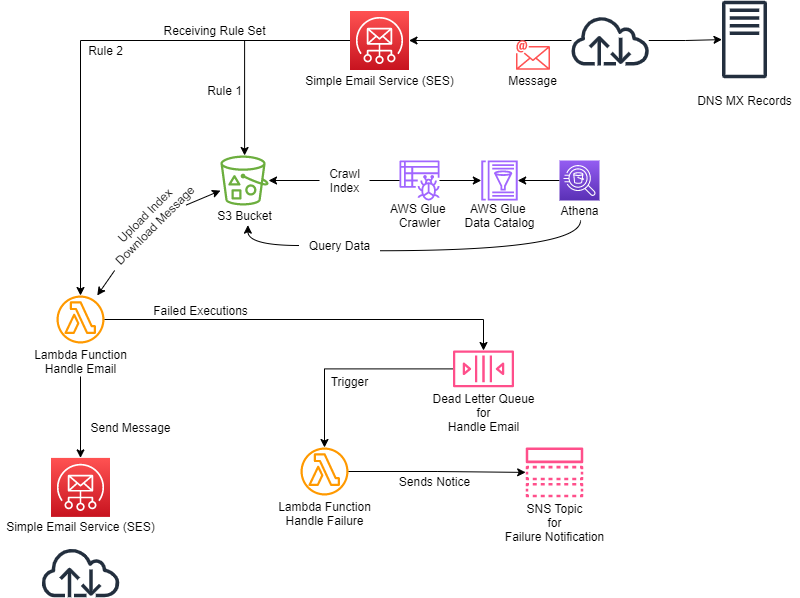 Receiving Rule Set
Rule 2
Simple Email Service (SES)
@
Message
DNS MX Records
Rule 1
S3 Bucket
Crawl
Index
AWS Glue
Crawler
AWS Glue
Data Catalog
Athena
Upload Index
Download Message
Query Data
Lambda Function
Handle Email
Failed Executions
Dead Letter Queue
for
Handle Email
Trigger
Send Message
Lambda Function
Handle Failure
Sends Notice
SNS Topic
for
Failure Notification
Simple Email Service (SES)